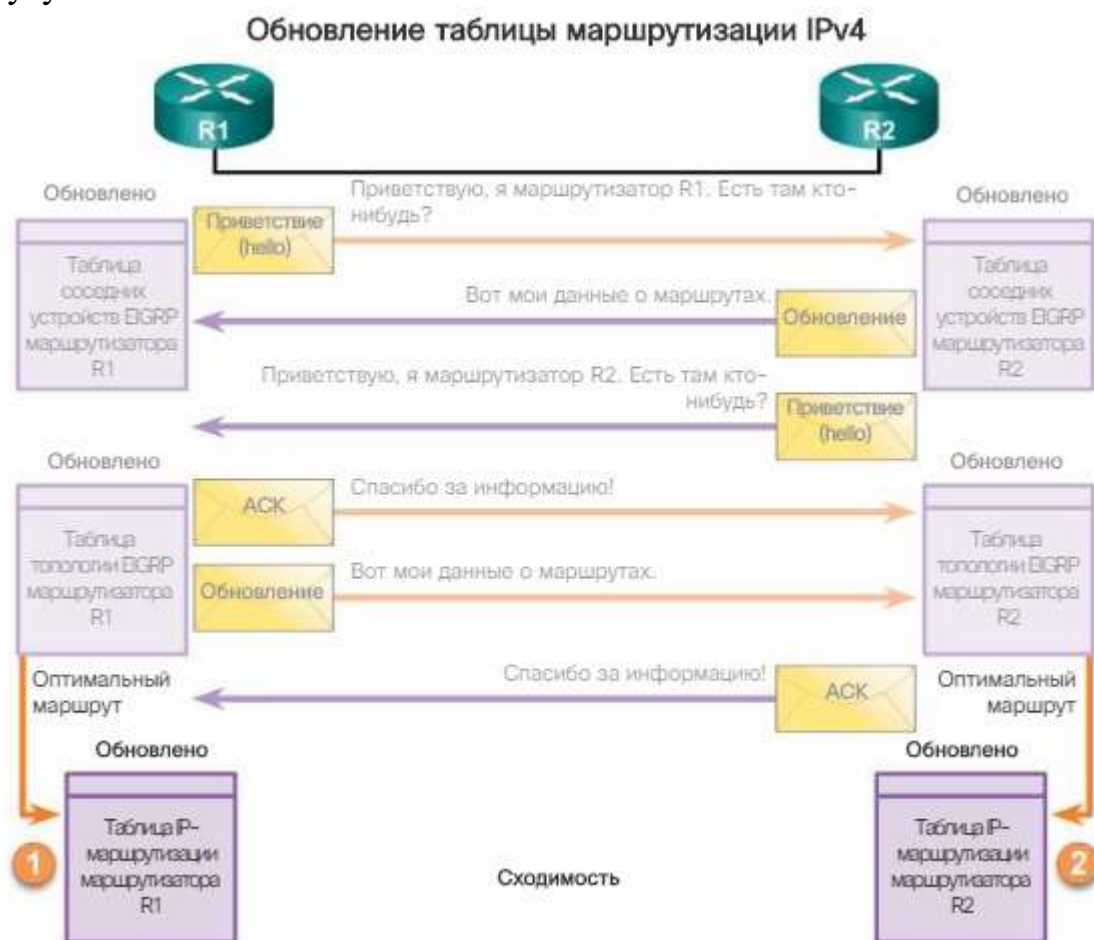 Обновление таблицы маршрутизации IPv4
R1
R2
Обновлено
Приветствие
(hello)
Приветствую, я маршрутизатор R1. Есть там кто-
нибудь?
Обновлено
Таблица
соседних
устройств EIGRP
маршрутизатора
R1
Вот мои данные о маршрутах.
Обновление
Таблица
соседних
устройств EIGRP
маршрутизатора
R2
Приветствую, я маршрутизатор R2. Есть там кто-
нибудь?
Приветствие
(hello)
Обновлено
ACK
Спасибо за информацию!
Обновлено
Таблица
топологии EIGRP
маршрутизатора
R1
Обновление
Вот мои данные о маршрутах.
Таблица
топологии EIGRP
маршрутизатора
R2
Оптимальный
маршрут
Спасибо за информацию!
ACK
Оптимальный
маршрут
Обновлено
Обновлено
1
Таблица IP-
маршрутизации
маршрутизатора
R1
Сходимость
Таблица IP-
маршрутизации
маршрутизатора
R2
2